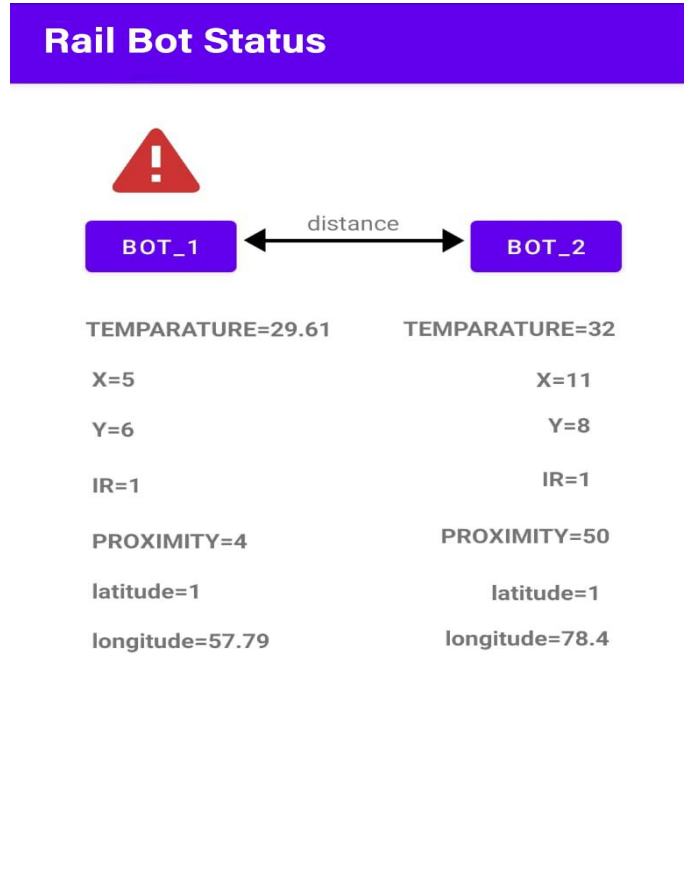 Rail Bot Status
!
distance
BOT_1 BOT_2
TEMPARATURE=29.61 TEMPARATURE=32
X=5 X=11
Y=6 Y=8
IR=1 IR=1
PROXIMITY=4 PROXIMITY=50
latitude=1 latitude=1
longitude=57.79 longitude=78.4